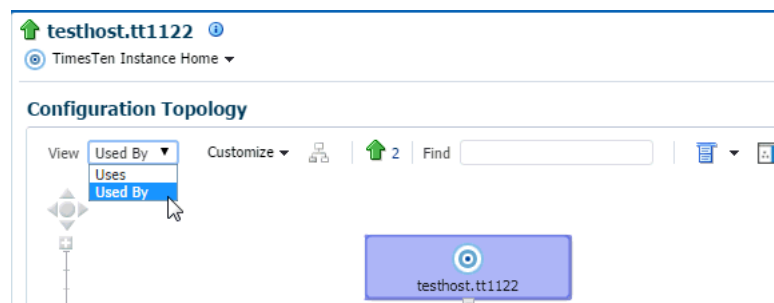 testhost.tt1122
TimesTen Instance Home
Configuration Topology
View Used By Customize 2 Find
Uses
Used By
testhost.tt1122